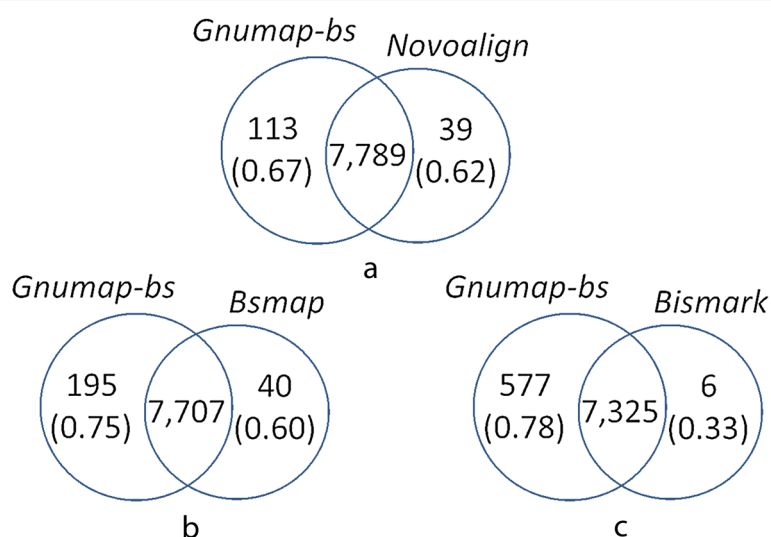 Gnumap-bs
Novoalign
113
7,789
39
(0.67)
(0.62)
a
Gnumap-bs
Bsmap
195
7,707
40
(0.75)
(0.60)
b
Gnumap-bs
Bismark
577
7,325
6
(0.78)
(0.33)
c